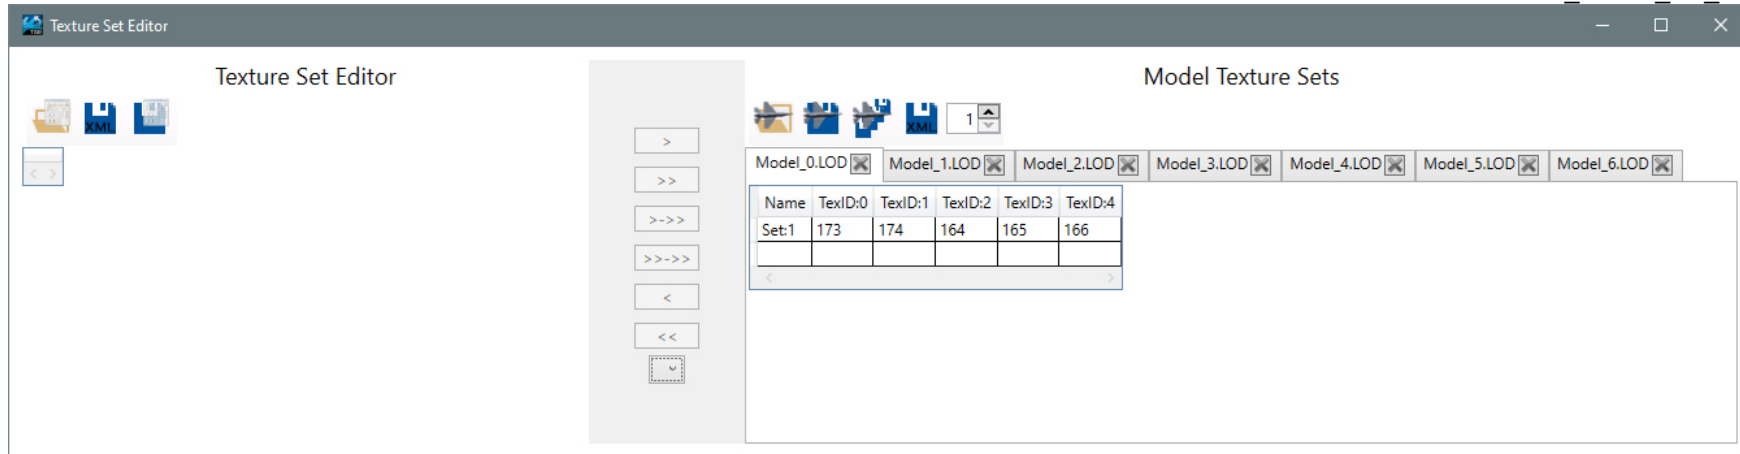 Texture Set Editor
Texture Set Editor
XML
>
>>
>->>
>>->>
<
<<
Model Texture Sets
XML 1
Model_0.LOD Model_1.LOD Model_2.LOD Model_3.LOD Model_4.LOD Model_5.LOD Model_6.LOD
Name TexID:0 TexID:1 TexID:2 TexID:3 TexID:4
Set:1 173 174 164 165 166